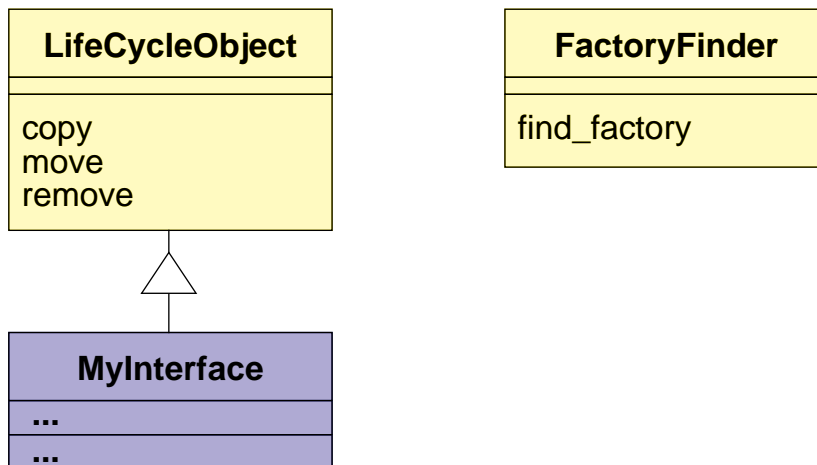 LifeCycleObject
copy
move
remove
FactoryFinder
find_factory
MyInterface
...
...